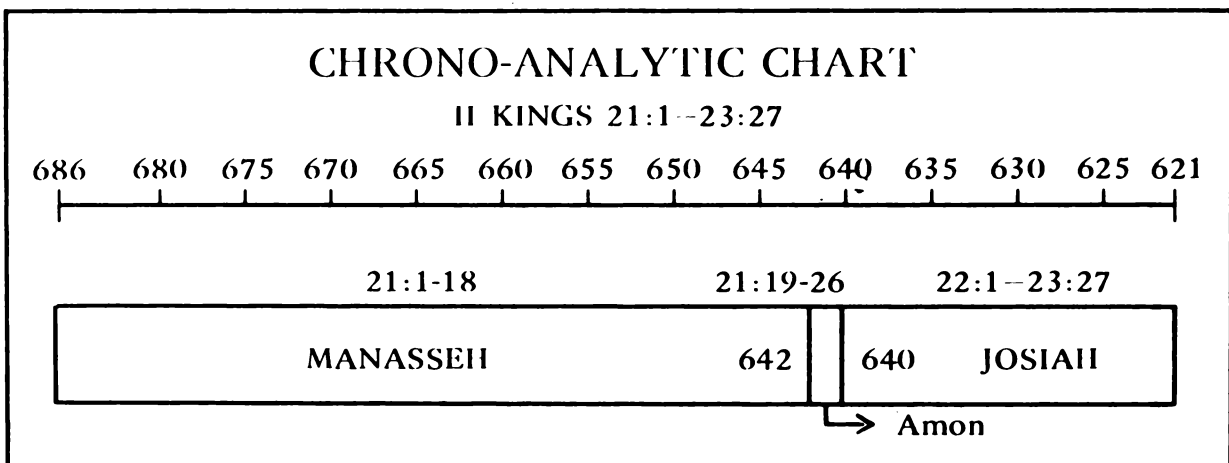 CHRONO-ANALYTIC CHART
II KINGS 21:1--23:27
686 680 675 670 665 660 655 650 645 640 635 630 625 621
21:1-18 21:19-26 22:1--23:27
MANASSEH 642 640 JOSIAH
Amon